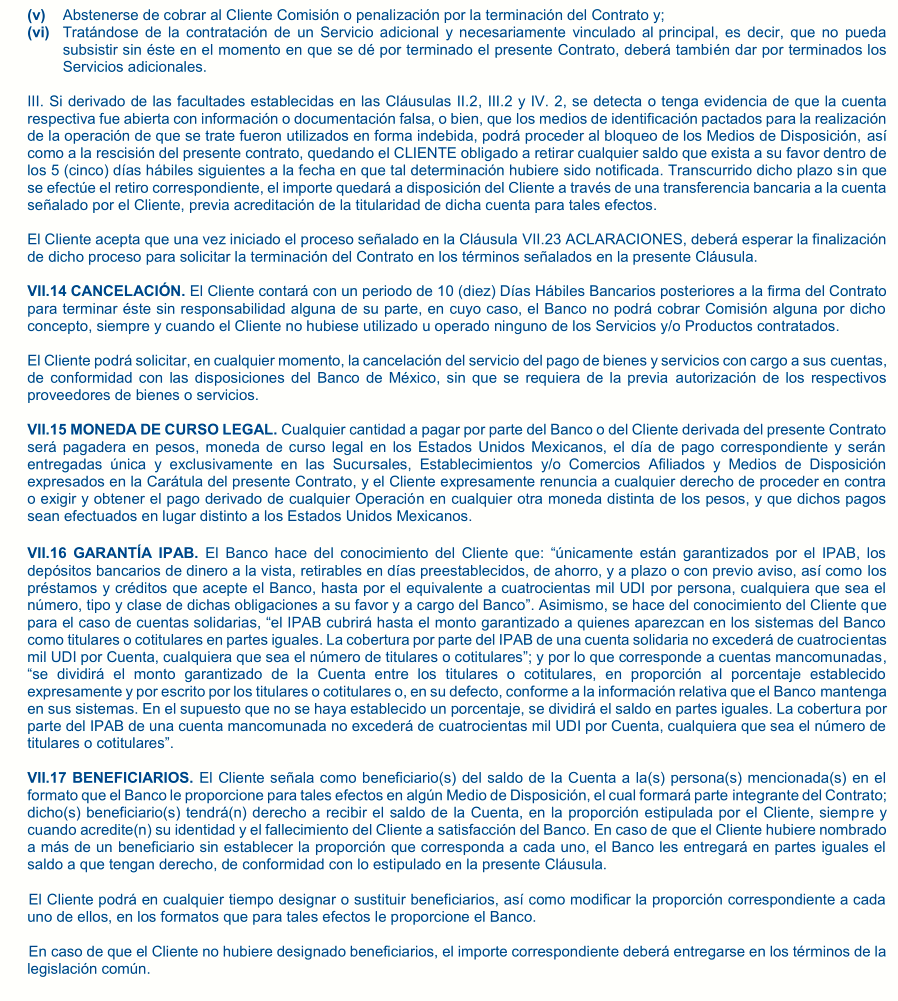 (v) Abstenerse de cobrar al Cliente Comisión o penalización por la terminación del Contrato y;
(vi) Tratándose de la contratación de un Servicio adicional y necesariamente vinculado al principal, es decir, que no pueda
subsistir sin éste en el momento en que se dé por terminado el presente Contrato, deberá también dar por terminados los
Servicios adicionales.
III. Si derivado de las facultades establecidas en las Cláusulas II.2, III.2 y IV. 2, se detecta o tenga evidencia de que la cuenta
respectiva fue abierta con información o documentación falsa, o bien, que los medios de identificación pactados para la realización
de la operación de que se trate fueron utilizados en forma indebida, podrá proceder al bloqueo de los Medios de Disposición, así
como a la rescisión del presente contrato, quedando el CLIENTE obligado a retirar cualquier saldo que exista a su favor dentro de
los 5 (cinco) días hábiles siguientes a la fecha en que tal determinación hubiere sido notificada. Transcurrido dicho plazo sin que
se efectúe el retiro correspondiente, el importe quedará a disposición del Cliente a través de una transferencia bancaria a la cuenta
señalado por el Cliente, previa acreditación de la titularidad de dicha cuenta para tales efectos.
El Cliente acepta que una vez iniciado el proceso señalado en la Cláusula VII.23 ACLARACIONES, deberá esperar la finalización
de dicho proceso para solicitar la terminación del Contrato en los términos señalados en la presente Cláusula.
VII.14 CANCELACIÓN. El Cliente contará con un periodo de 10 (diez) Días Hábiles Bancarios posteriores a la firma del Contrato
para terminar éste sin responsabilidad alguna de su parte, en cuyo caso, el Banco no podrá cobrar Comisión alguna por dicho
concepto, siempre y cuando el Cliente no hubiese utilizado u operado ninguno de los Servicios y/o Productos contratados.
El Cliente podrá solicitar, en cualquier momento, la cancelación del servicio del pago de bienes y servicios con cargo a sus cuentas,
de conformidad con las disposiciones del Banco de México, sin que se requiera de la previa autorización de los respectivos
proveedores de bienes o servicios.
VII.15 MONEDA DE CURSO LEGAL. Cualquier cantidad a pagar por parte del Banco o del Cliente derivada del presente Contrato
será pagadera en pesos, moneda de curso legal en los Estados Unidos Mexicanos, el día de pago correspondiente y serán
entregadas única y exclusivamente en las Sucursales, Establecimientos y/o Comercios Afiliados y Medios de Disposición
expresados en la Carátula del presente Contrato, y el Cliente expresamente renuncia a cualquier derecho de proceder en contra
o exigir y obtener el pago derivado de cualquier Operación en cualquier otra moneda distinta de los pesos, y que dichos pagos
sean efectuados en lugar distinto a los Estados Unidos Mexicanos.
VII.16 GARANTÍA IPAB. El Banco hace del conocimiento del Cliente que: “únicamente están garantizados por el IPAB, los
depósitos bancarios de dinero a la vista, retirables en días preestablecidos, de ahorro, y a plazo o con previo aviso, así como los
préstamos y créditos que acepte el Banco, hasta por el equivalente a cuatrocientas mil UDI por persona, cualquiera que sea el
número, tipo y clase de dichas obligaciones a su favor y a cargo del Banco”. Asimismo, se hace del conocimiento del Cliente que
para el caso de cuentas solidarias, “el IPAB cubrirá hasta el monto garantizado a quienes aparezcan en los sistemas del Banco
como titulares o cotitulares en partes iguales. La cobertura por parte del IPAB de una cuenta solidaria no excederá de cuatrocientas
mil UDI por Cuenta, cualquiera que sea el número de titulares o cotitulares”; y por lo que corresponde a cuentas mancomunadas,
“se dividirá el monto garantizado de la Cuenta entre los titulares o cotitulares, en proporción al porcentaje establecido
expresamente y por escrito por los titulares o cotitulares o, en su defecto, conforme a la información relativa que el Banco mantenga
en sus sistemas. En el supuesto que no se haya establecido un porcentaje, se dividirá el saldo en partes iguales. La cobertura por
parte del IPAB de una cuenta mancomunada no excederá de cuatrocientas mil UDI por Cuenta, cualquiera que sea el número de
titulares o cotitulares”.
VII.17 BENEFICIARIOS. El Cliente señala como beneficiario(s) del saldo de la Cuenta a la(s) persona(s) mencionada(s) en el
formato que el Banco le proporcione para tales efectos en algún Medio de Disposición, el cual formará parte integrante del Contrato;
dicho(s) beneficiario(s) tendrá(n) derecho a recibir el saldo de la Cuenta, en la proporción estipulada por el Cliente, siempre y
cuando acredite(n) su identidad y el fallecimiento del Cliente a satisfacción del Banco. En caso de que el Cliente hubiere nombrado
a más de un beneficiario sin establecer la proporción que corresponda a cada uno, el Banco les entregará en partes iguales el
saldo a que tengan derecho, de conformidad con lo estipulado en la presente Cláusula.
El Cliente podrá en cualquier tiempo designar o sustituir beneficiarios, así como modificar la proporción correspondiente a cada
uno de ellos, en los formatos que para tales efectos le proporcione el Banco.
En caso de que el Cliente no hubiere designado beneficiarios, el importe correspondiente deberá entregarse en los términos de la
legislación común.